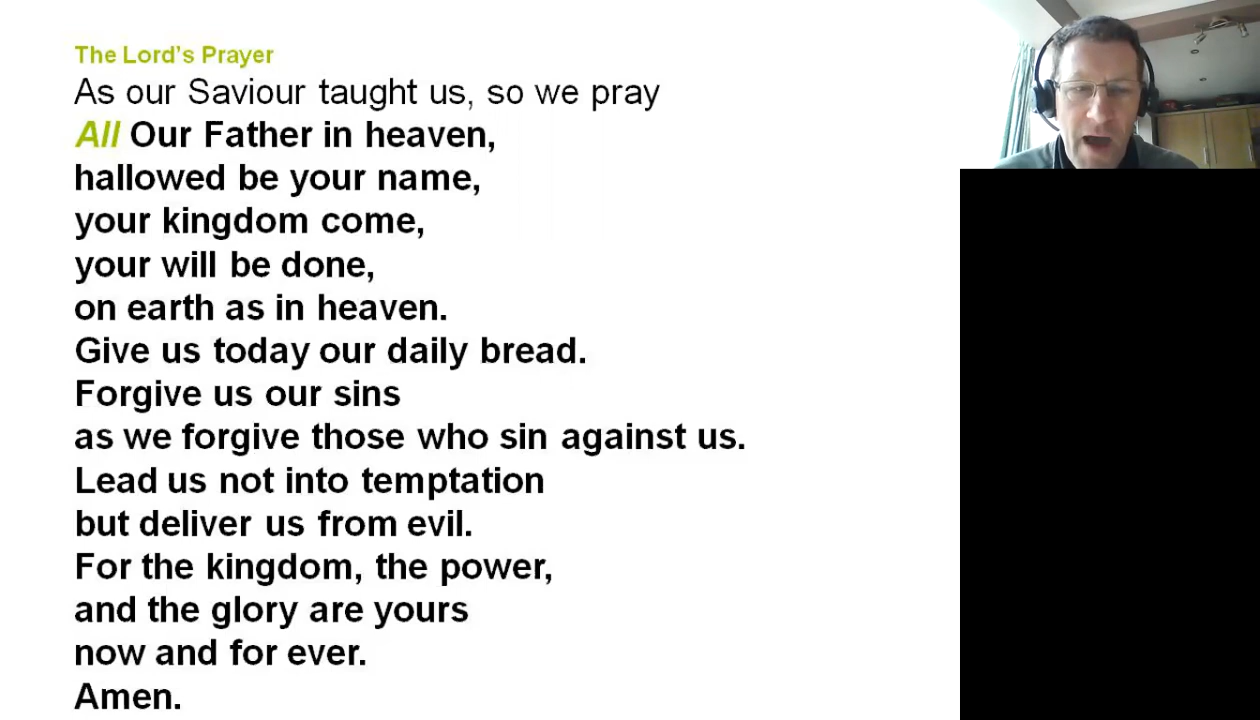 The Lord's Prayer
As our Saviour taught us, so we pray
All Our Father in heaven,
hallowed be your name,
your kingdom come,
your will be done,
on earth as in heaven.
Give us today our daily bread.
Forgive us our sins
as we forgive those who sin against us.
Lead us not into temptation
but deliver us from evil.
For the kingdom, the power,
and the glory are yours
now and for ever.
Amen.